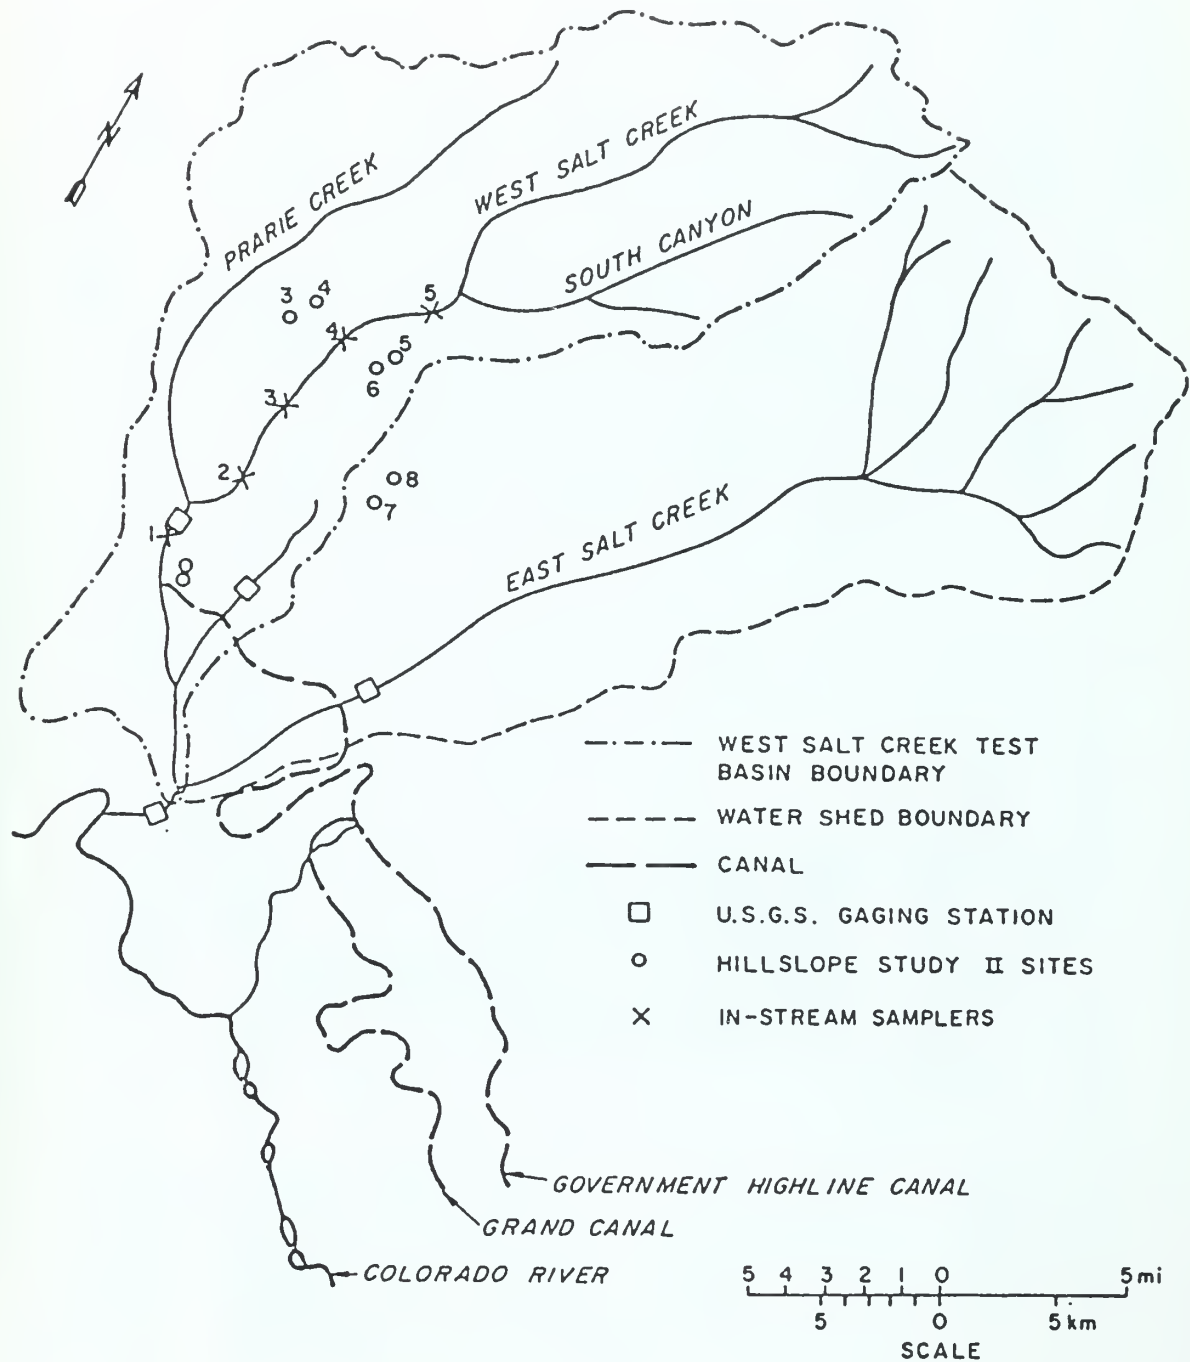 N
PRARIE CREEK
WEST SALT CREEK
SOUTH CANYON
3
4
5
4
5
6
3
2
8
7
1
EAST SALT CREEK
WEST SALT CREEK TEST
BASIN BOUNDARY
WATER SHED BOUNDARY
CANAL
U.S.G.S. GAGING STATION
HILLSLOPE STUDY II SITES
IN-STREAM SAMPLERS
GOVERNMENT HIGHLINE CANAL
GRAND CANAL
COLORADO RIVER
5 4 3 2 1 0 5 mi
5 0 5 km
SCALE